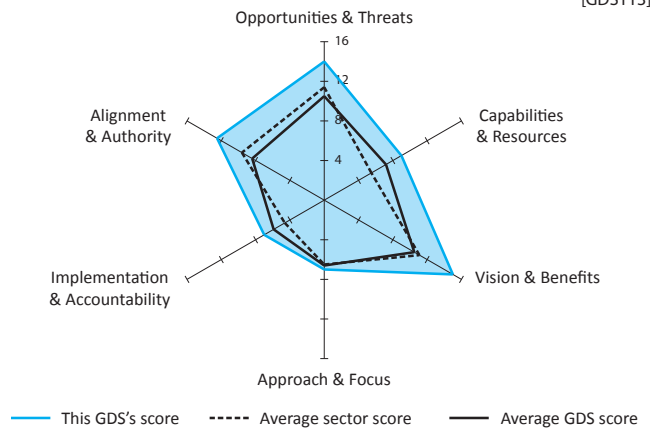 Opportunities & Threats
16
12
8
4
Alignment
& Authority
Capabilities
& Resources
Implementation
& Accountability
Vision & Benefits
Approach & Focus
This GDS's score
Average sector score
Average GDS score